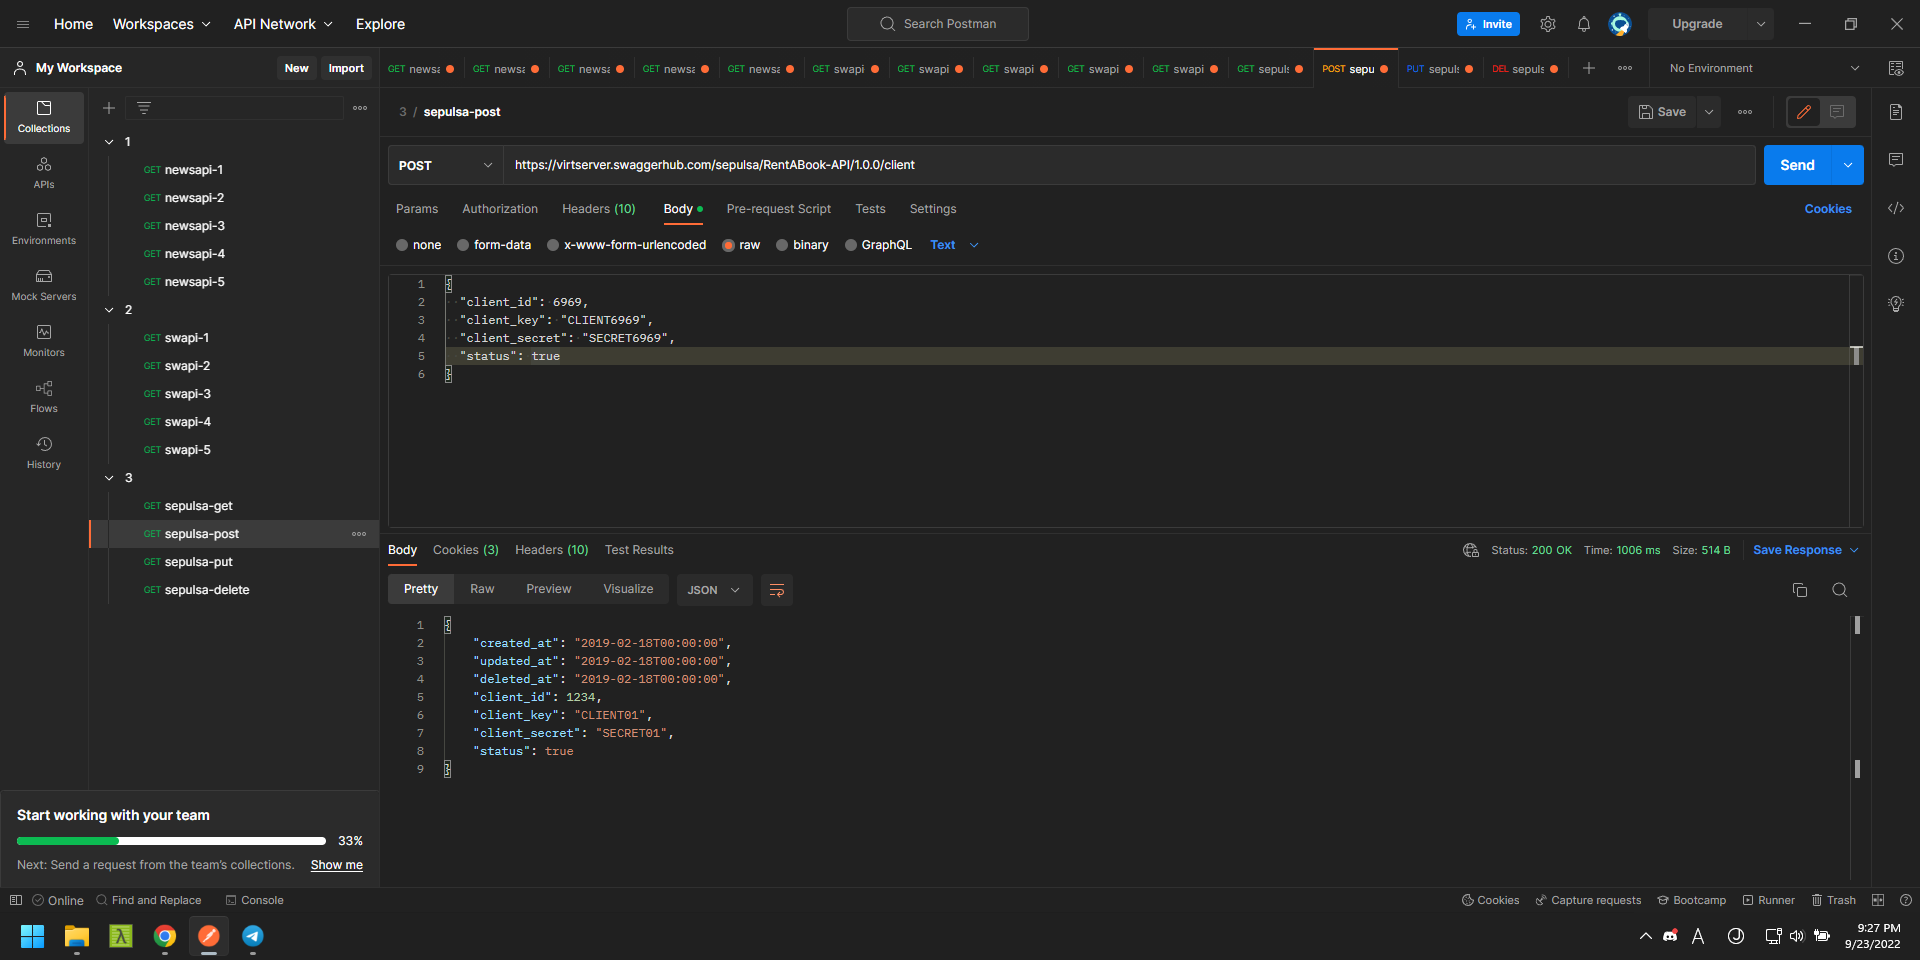 Home Workspaces API Network Explore Search Postman Invite Upgrade
My Workspace New Import
GET newsa GET newsa GET newsa GET newsa GET newsa GET swapi GET swapi GET swapi GET swapi GET swapi GET sepuls POST sepu PUT sepuls DEL sepuls No Environment
Collections
APIs
Environments
Mock Servers
Monitors
Flows
History
1
GET newsapi-1
GET newsapi-2
GET newsapi-3
GET newsapi-4
GET newsapi-5
2
GET swapi-1
GET swapi-2
GET swapi-3
GET swapi-4
GET swapi-5
3
GET sepulsa-get
GET sepulsa-post
GET sepulsa-put
GET sepulsa-delete
Start working with your team
33%
Next: Send a request from the team's collections. Show me
3 / sepulsa-post Save
POST https://virtserver.swaggerhub.com/sepulsa/RentABook-API/1.0.0/client Send
Params Authorization Headers (10) Body Pre-request Script Tests Settings Cookies
none form-data x-www-form-urlencoded raw binary GraphQL Text
1 {
2 "client_id": 6969,
3 "client_key": "CLIENT6969",
4 "client_secret": "SECRET6969",
5 "status": true
6 }
Body Cookies (3) Headers (10) Test Results Status: 200 OK Time: 1006 ms Size: 514 B Save Response
Pretty Raw Preview Visualize JSON
1 {
2 "created_at": "2019-02-18T00:00:00",
3 "updated_at": "2019-02-18T00:00:00",
4 "deleted_at": "2019-02-18T00:00:00",
5 "client_id": 1234,
6 "client_key": "CLIENT01",
7 "client_secret": "SECRET01",
8 "status": true
9 }
Online Find and Replace Console Cookies Capture requests Bootcamp Runner Trash
9:27 PM
9/23/2022